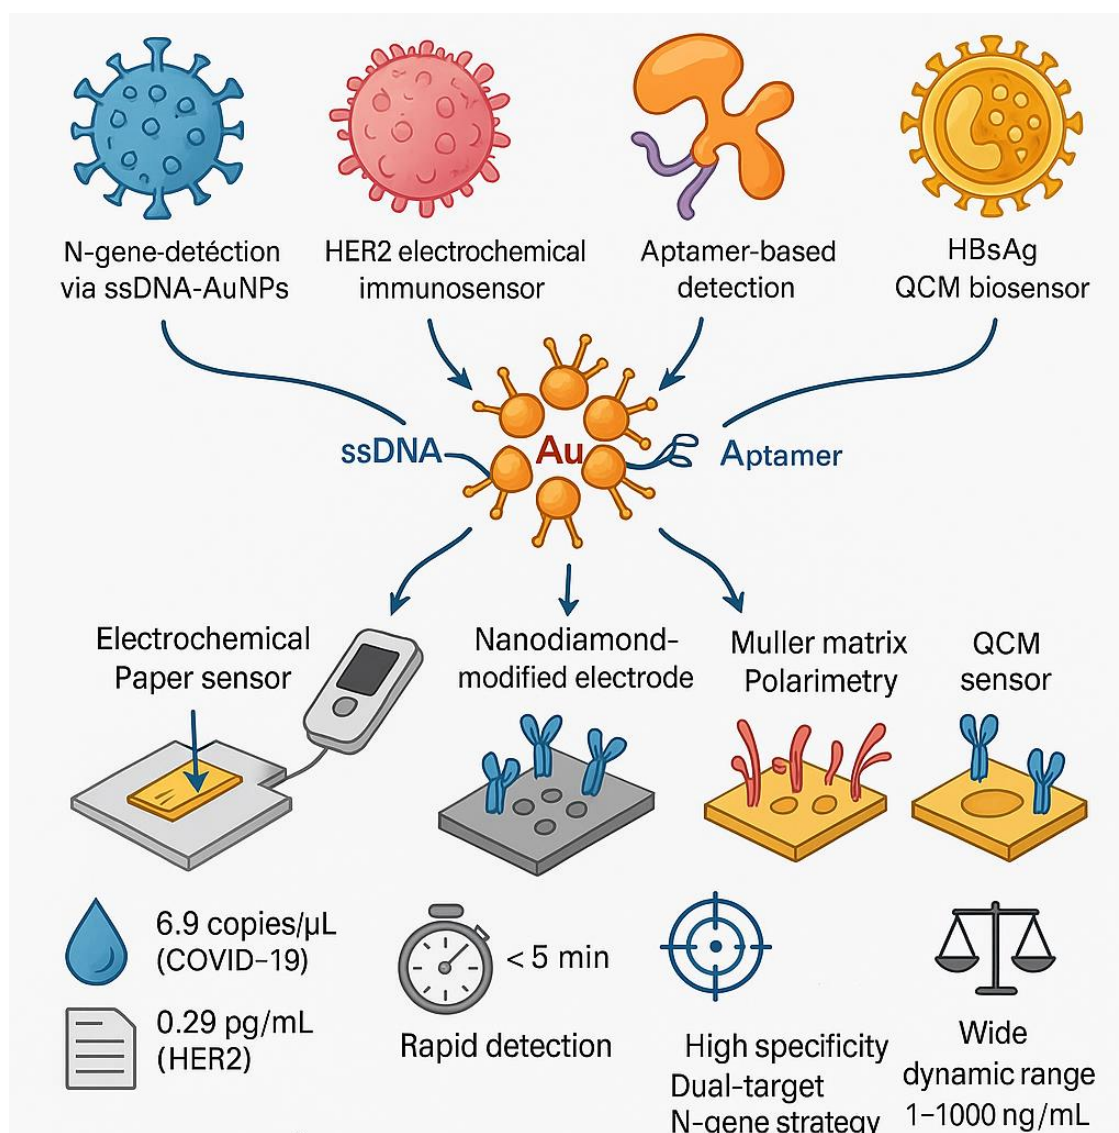 N-gene-detéction
via ssDNA-AuNPs
HER2 electrochemical
immunosensor
Aptamer-based
detection
HBsAg
QCM biosensor
ssDNA
Au
Aptamer
Electrochemical
Paper sensor
Nanodiamond-
modified electrode
Muller matrix
Polarimetry
QCM
sensor
6.9 copies/µL
(COVID-19)
0.29 pg/mL
(HER2)
< 5 min
Rapid detection
High specificity
Dual-target
N-gene strategy
Wide
dynamic range
1-1000 ng/mL